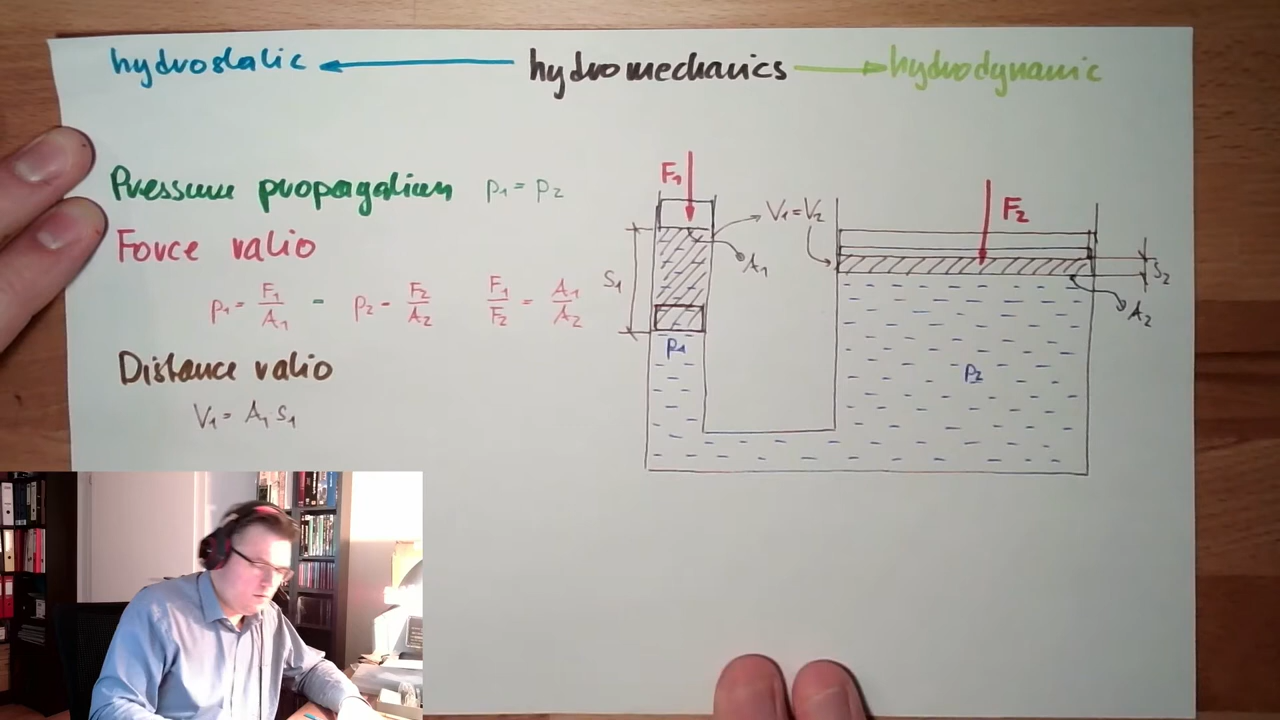 hydrostatic hydromechanics hydrodynamic
Pressure propagation p₁ = p₂
Force ratio
p₁ = F₁/A₁ = p₂ = F₂/A₂ F₁/F₂ = A₁/A₂
Distance ratio
V₁ = A₁ s₁
F₁
V₁=V₂
F₂
A₁
s₁
s₂
A₂
p₁
p₂